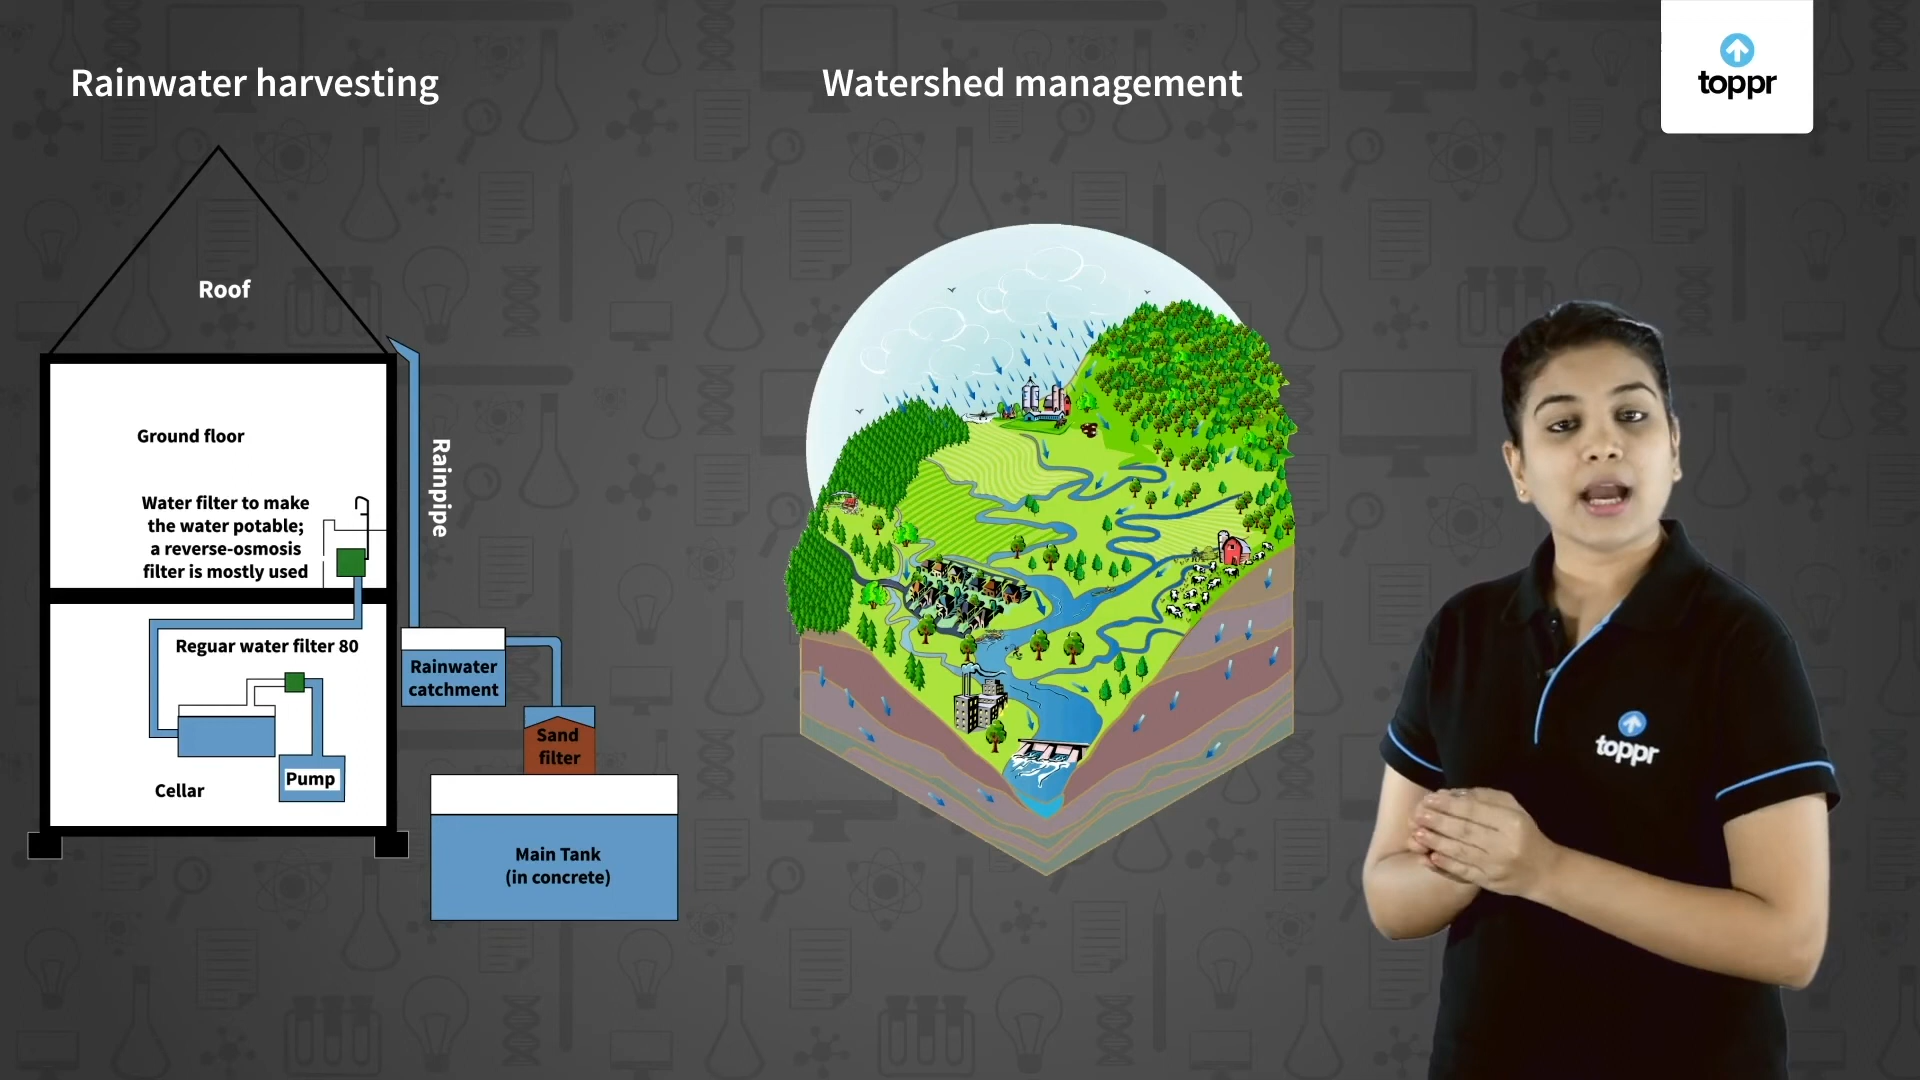 Rainwater harvesting
Watershed management
toppr
Roof
Ground floor
Rainpipe
Water filter to make
the water potable;
a reverse-osmosis
filter is mostly used
Reguar water filter 80
Rainwater
catchment
Sand
filter
Pump
Cellar
Main Tank
(in concrete)
toppr